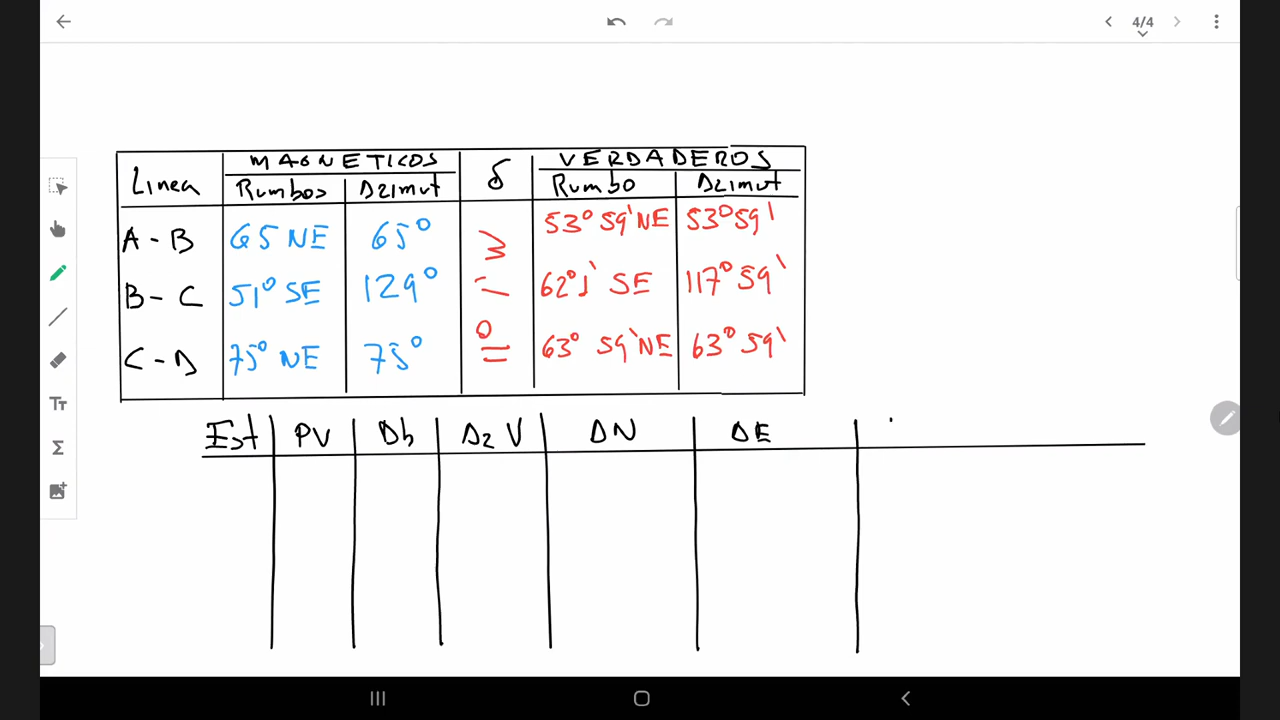 4/4
MAGNETICOS VERDADEROS
Linea Rumbos Azimut δ Rumbo Azimut
A - B 65 NE 65° 53° 59' NE 53° 59'
B - C 51° SE 129° 62° 1' SE 117° 59'
C - D 75° NE 75° 63° 59' NE 63° 59'
Est PV Dh Az V ΔN ΔE
Tт
Σ